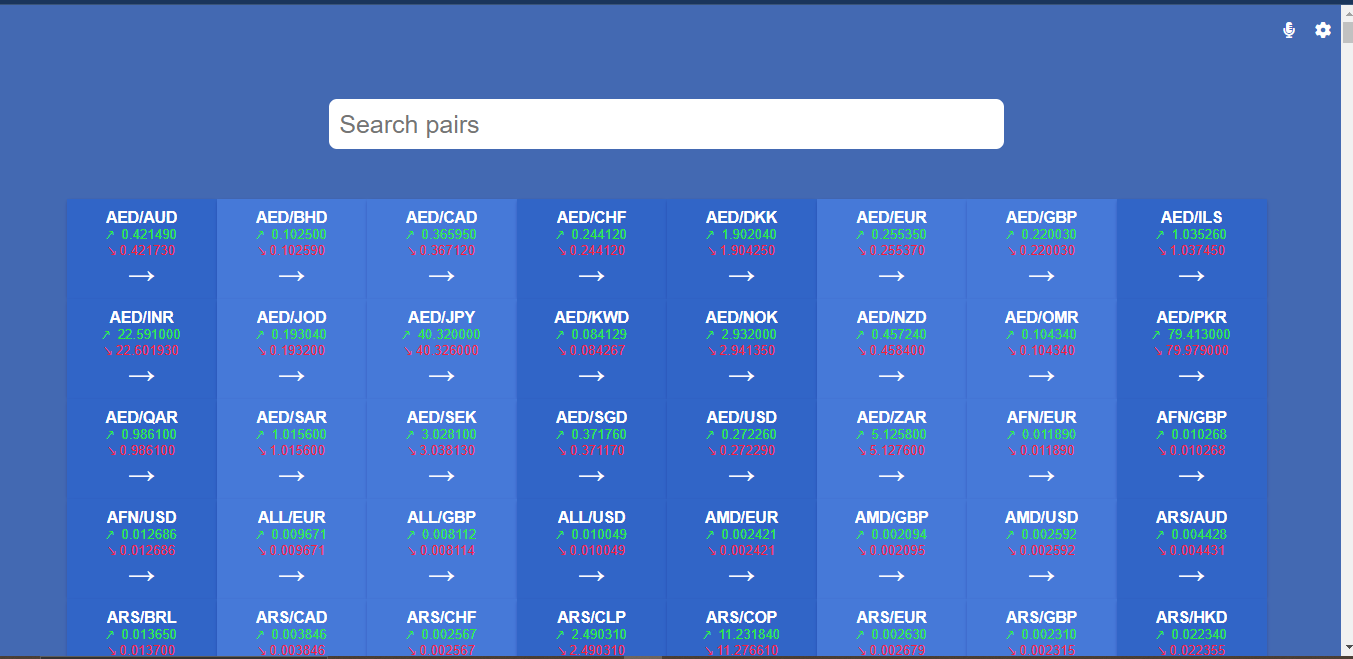 Search pairs
AED/AUD AED/BHD AED/CAD AED/CHF AED/DKK AED/EUR AED/GBP AED/ILS
↗ 0.421490 ↗ 0.102500 ↗ 0.365950 ↗ 0.244120 ↗ 1.902040 ↗ 0.255350 ↗ 0.220030 ↗ 1.035260
↘ 0.421730 ↘ 0.102590 ↘ 0.367120 ↘ 0.244120 ↘ 1.904250 ↘ 0.255370 ↘ 0.220030 ↘ 1.037450
→ → → → → → → →
AED/INR AED/JOD AED/JPY AED/KWD AED/NOK AED/NZD AED/OMR AED/PKR
↗ 22.591000 ↗ 0.193040 ↗ 40.320000 ↗ 0.084129 ↗ 2.932000 ↗ 0.457240 ↗ 0.104340 ↗ 79.413000
↘ 22.601930 ↘ 0.193200 ↘ 40.328000 ↘ 0.084267 ↘ 2.941350 ↘ 0.458400 ↘ 0.104340 ↘ 79.979000
→ → → → → → → →
AED/QAR AED/SAR AED/SEK AED/SGD AED/USD AED/ZAR AFN/EUR AFN/GBP
↗ 0.986100 ↗ 1.015600 ↗ 3.028100 ↗ 0.371760 ↗ 0.272260 ↗ 5.125800 ↗ 0.011890 ↗ 0.010268
↘ 0.986100 ↘ 1.015600 ↘ 3.038130 ↘ 0.371170 ↘ 0.272290 ↘ 5.127600 ↘ 0.011890 ↘ 0.010268
→ → → → → → → →
AFN/USD ALL/EUR ALL/GBP ALL/USD AMD/EUR AMD/GBP AMD/USD ARS/AUD
↗ 0.012686 ↗ 0.009671 ↗ 0.008112 ↗ 0.010049 ↗ 0.002421 ↗ 0.002094 ↗ 0.002592 ↗ 0.004428
↘ 0.012686 ↘ 0.009671 ↘ 0.008114 ↘ 0.010049 ↘ 0.002421 ↘ 0.002095 ↘ 0.002592 ↘ 0.004431
→ → → → → → → →
ARS/BRL ARS/CAD ARS/CHF ARS/CLP ARS/COP ARS/EUR ARS/GBP ARS/HKD
↗ 0.013650 ↗ 0.003846 ↗ 0.002567 ↗ 2.490310 ↗ 11.231840 ↗ 0.002630 ↗ 0.002310 ↗ 0.022340
↘ 0.013700 ↘ 0.003846 ↘ 0.002567 ↘ 2.490310 ↘ 11.276610 ↘ 0.002679 ↘ 0.002315 ↘ 0.022355